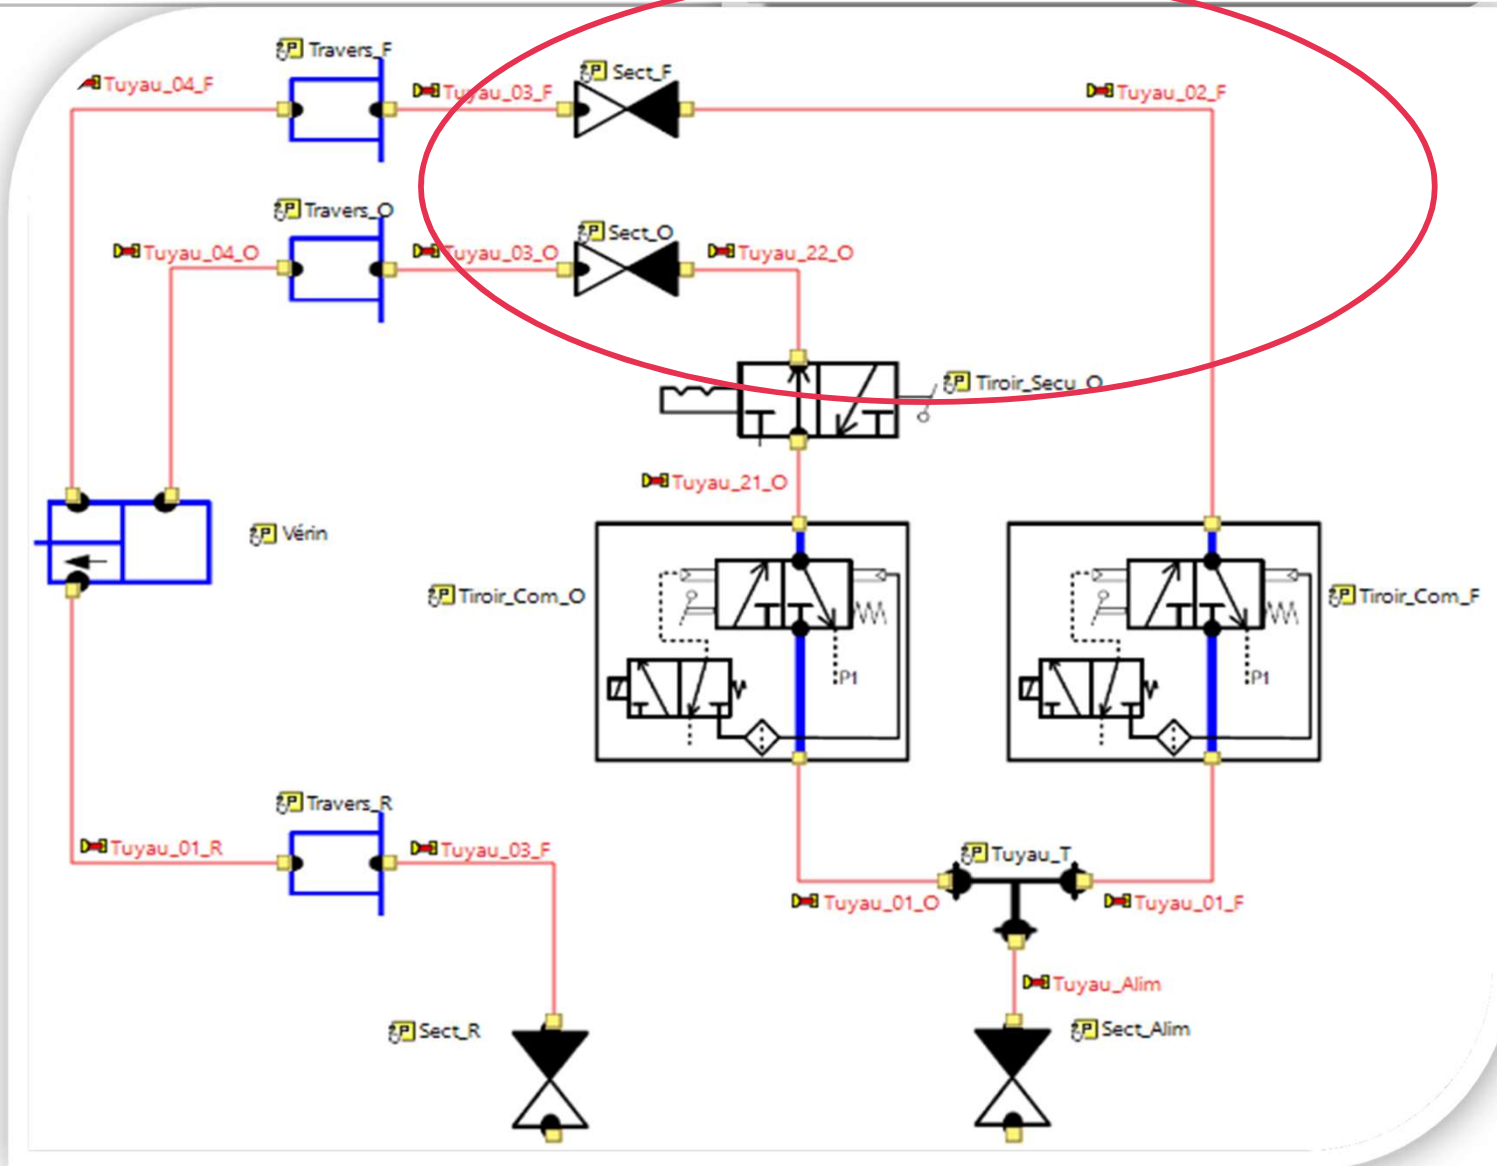 Travers_F
Tuyau_04_F
Tuyau_03_F
Sect_F
Tuyau_02_F
Travers_O
Tuyau_04_O
Tuyau_03_O
Sect_O
Tuyau_22_O
Tiroir_Secu_O
Tuyau_21_O
Vérin
Tiroir_Com_O
P1
Tiroir_Com_F
P1
Travers_R
Tuyau_01_R
Tuyau_03_F
Tuyau_T
Tuyau_01_O
Tuyau_01_F
Tuyau_Alim
Sect_R
Sect_Alim